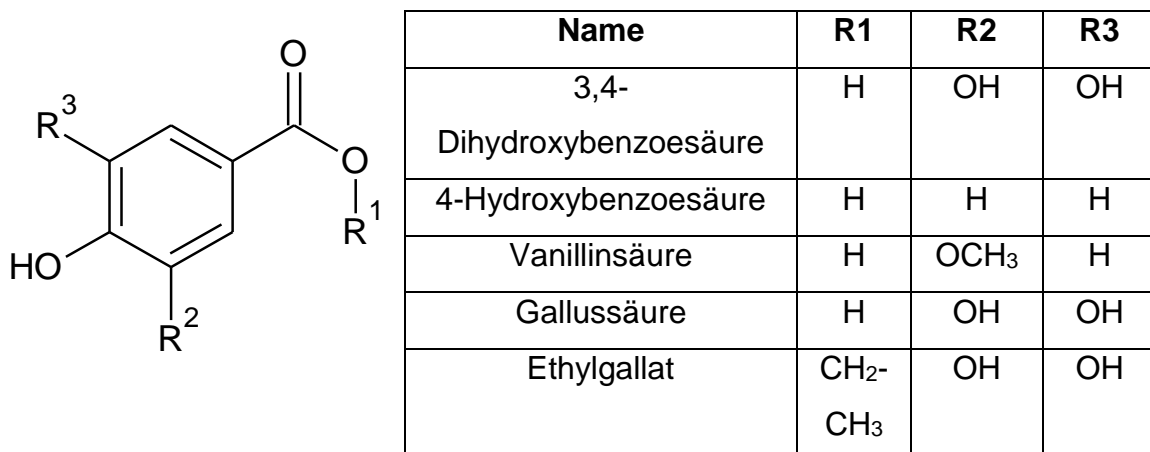 O
R3
O
R1
HO
R2
Name R1 R2 R3
3,4- H OH OH
Dihydroxybenzoesäure
4-Hydroxybenzoesäure H H H
Vanillinsäure H OCH3 H
Gallussäure H OH OH
Ethylgallat CH2- OH OH
CH3